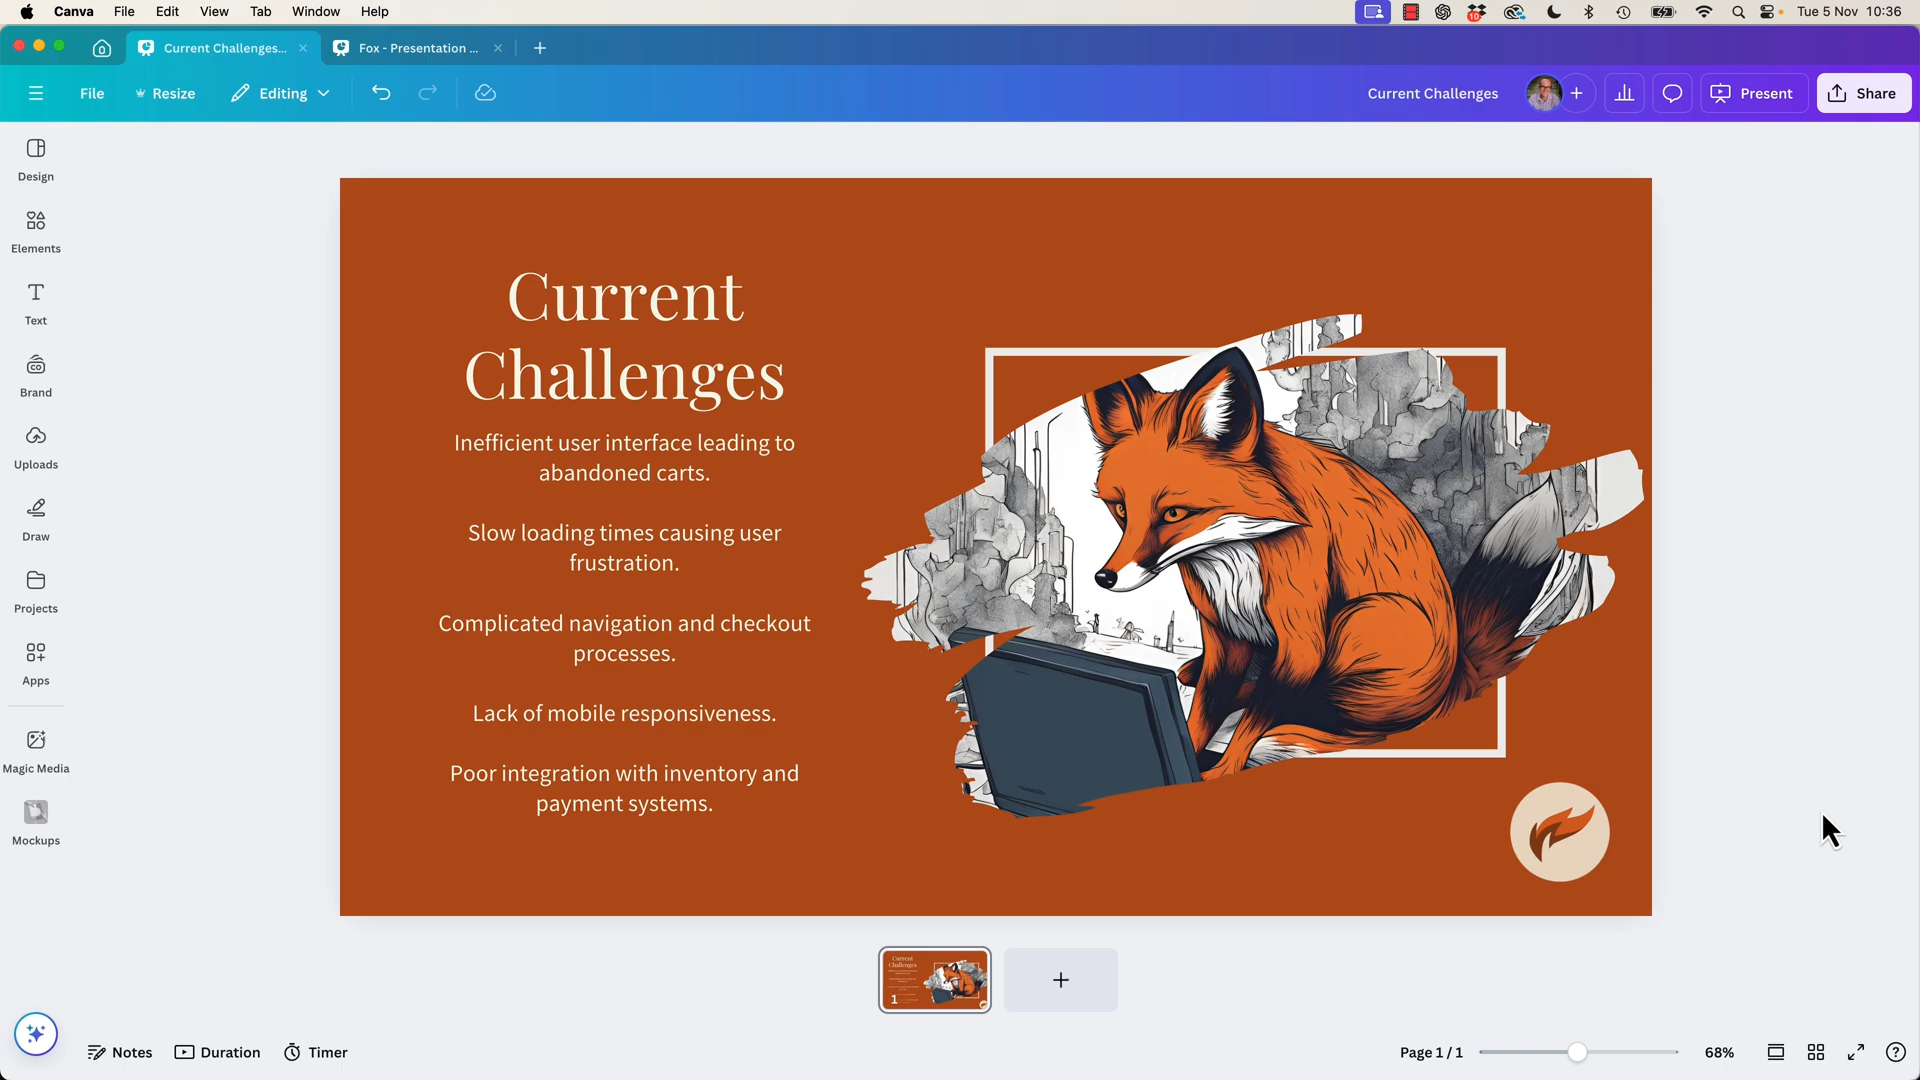 Canva File Edit View Tab Window Help
10
Tue 5 Nov 10:36
Current Challenges...
Fox - Presentation ...
File Resize Editing
Current Challenges
Present
Share
Design
Elements
Text
Brand
Uploads
Draw
Projects
Apps
Magic Media
Mockups
Current
Challenges
Inefficient user interface leading to
abandoned carts.
Slow loading times causing user
frustration.
Complicated navigation and checkout
processes.
Lack of mobile responsiveness.
Poor integration with inventory and
payment systems.
Current
Challenges
1
Notes Duration Timer
Page 1 / 1
68%